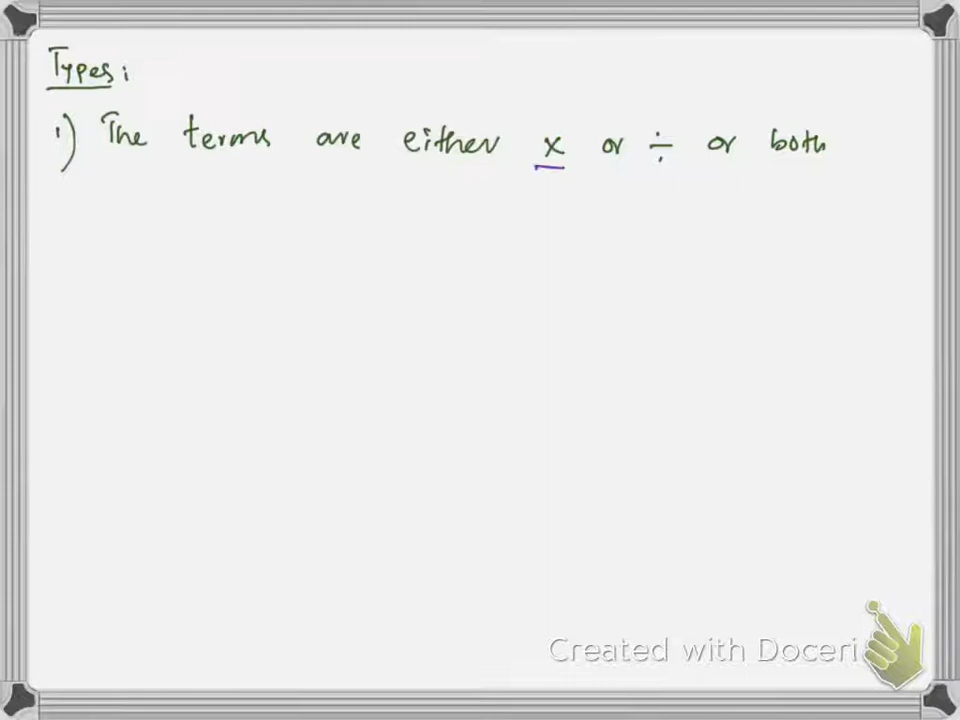 Types:
1) The terms are either × or ÷ or both
Created with Doceri